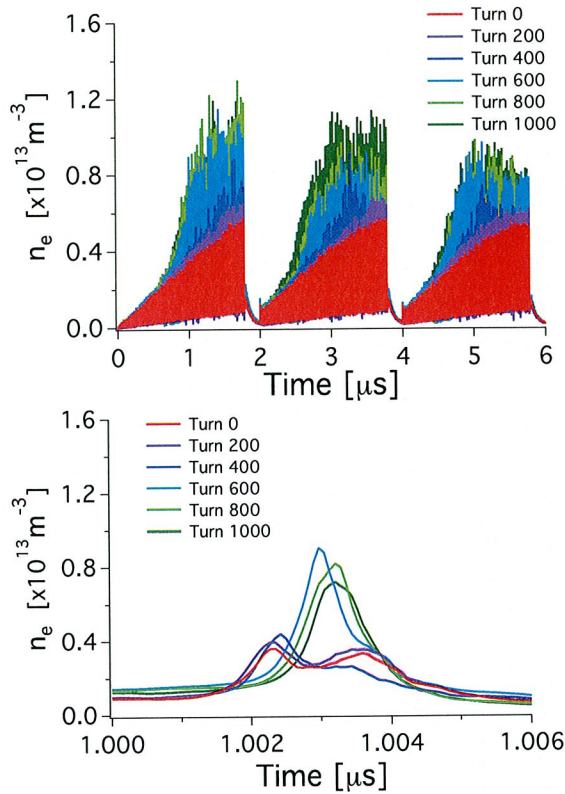 1.6
1.2
0.8
0.4
0.0
n_e [x10^13 m^-3]
Turn 0
Turn 200
Turn 400
Turn 600
Turn 800
Turn 1000
0 1 2 3 4 5 6
Time [μs]
1.6
1.2
0.8
0.4
0.0
n_e [x10^13 m^-3]
Turn 0
Turn 200
Turn 400
Turn 600
Turn 800
Turn 1000
1.000 1.002 1.004 1.006
Time [μs]